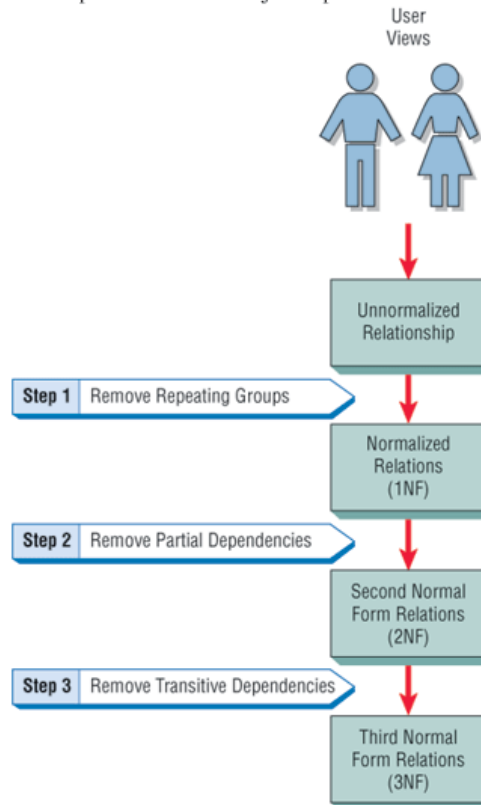 User
Views
Unnormalized
Relationship
Step 1 Remove Repeating Groups
Normalized
Relations
(1NF)
Step 2 Remove Partial Dependencies
Second Normal
Form Relations
(2NF)
Step 3 Remove Transitive Dependencies
Third Normal
Form Relations
(3NF)